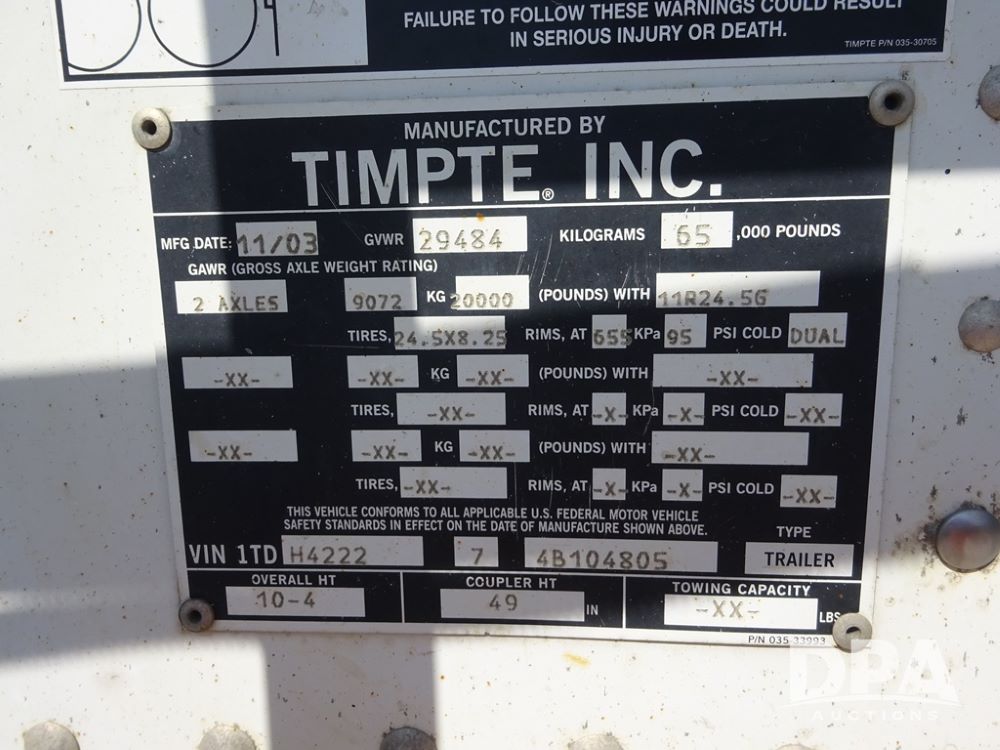 FAILURE TO FOLLOW THESE WARNINGS COULD RESULT
IN SERIOUS INJURY OR DEATH.
TIMPTE P/N 035-30705
MANUFACTURED BY
TIMPTE® INC.
MFG DATE: 11/03 GVWR 29484 KILOGRAMS 65 ,000 POUNDS
GAWR (GROSS AXLE WEIGHT RATING)
2 AXLES 9072 KG 20000 (POUNDS) WITH 11R24.5G
TIRES, 24.5X8.25 RIMS, AT 655 KPa 95 PSI COLD DUAL
-XX- -XX- KG -XX- (POUNDS) WITH -XX-
TIRES, -XX- RIMS, AT -X- KPa -X- PSI COLD -XX-
-XX- -XX- KG -XX- (POUNDS) WITH -XX-
TIRES, -XX- RIMS, AT -X- KPa -X- PSI COLD -XX-
THIS VEHICLE CONFORMS TO ALL APPLICABLE U.S. FEDERAL MOTOR VEHICLE
SAFETY STANDARDS IN EFFECT ON THE DATE OF MANUFACTURE SHOWN ABOVE.
TYPE
VIN 1TD H4222 7 4B104805 TRAILER
OVERALL HT COUPLER HT TOWING CAPACITY
10-4 49 IN -XX- LBS
P/N 035-33993
DPA
AUCTIONS